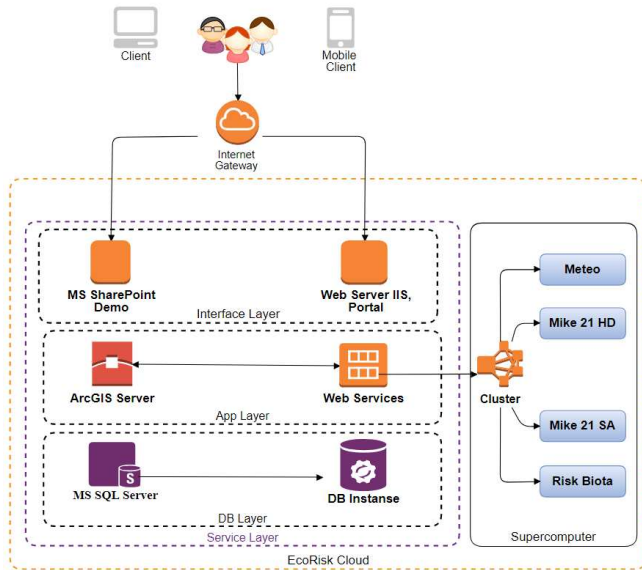 Client
Mobile
Client
Internet
Gateway
MS SharePoint
Demo
Web Server IIS,
Portal
Interface Layer
ArcGIS Server
Web Services
App Layer
S
MS SQL Server
DB Instanse
DB Layer
Service Layer
Cluster
Meteo
Mike 21 HD
Mike 21 SA
Risk Biota
Supercomputer
EcoRisk Cloud